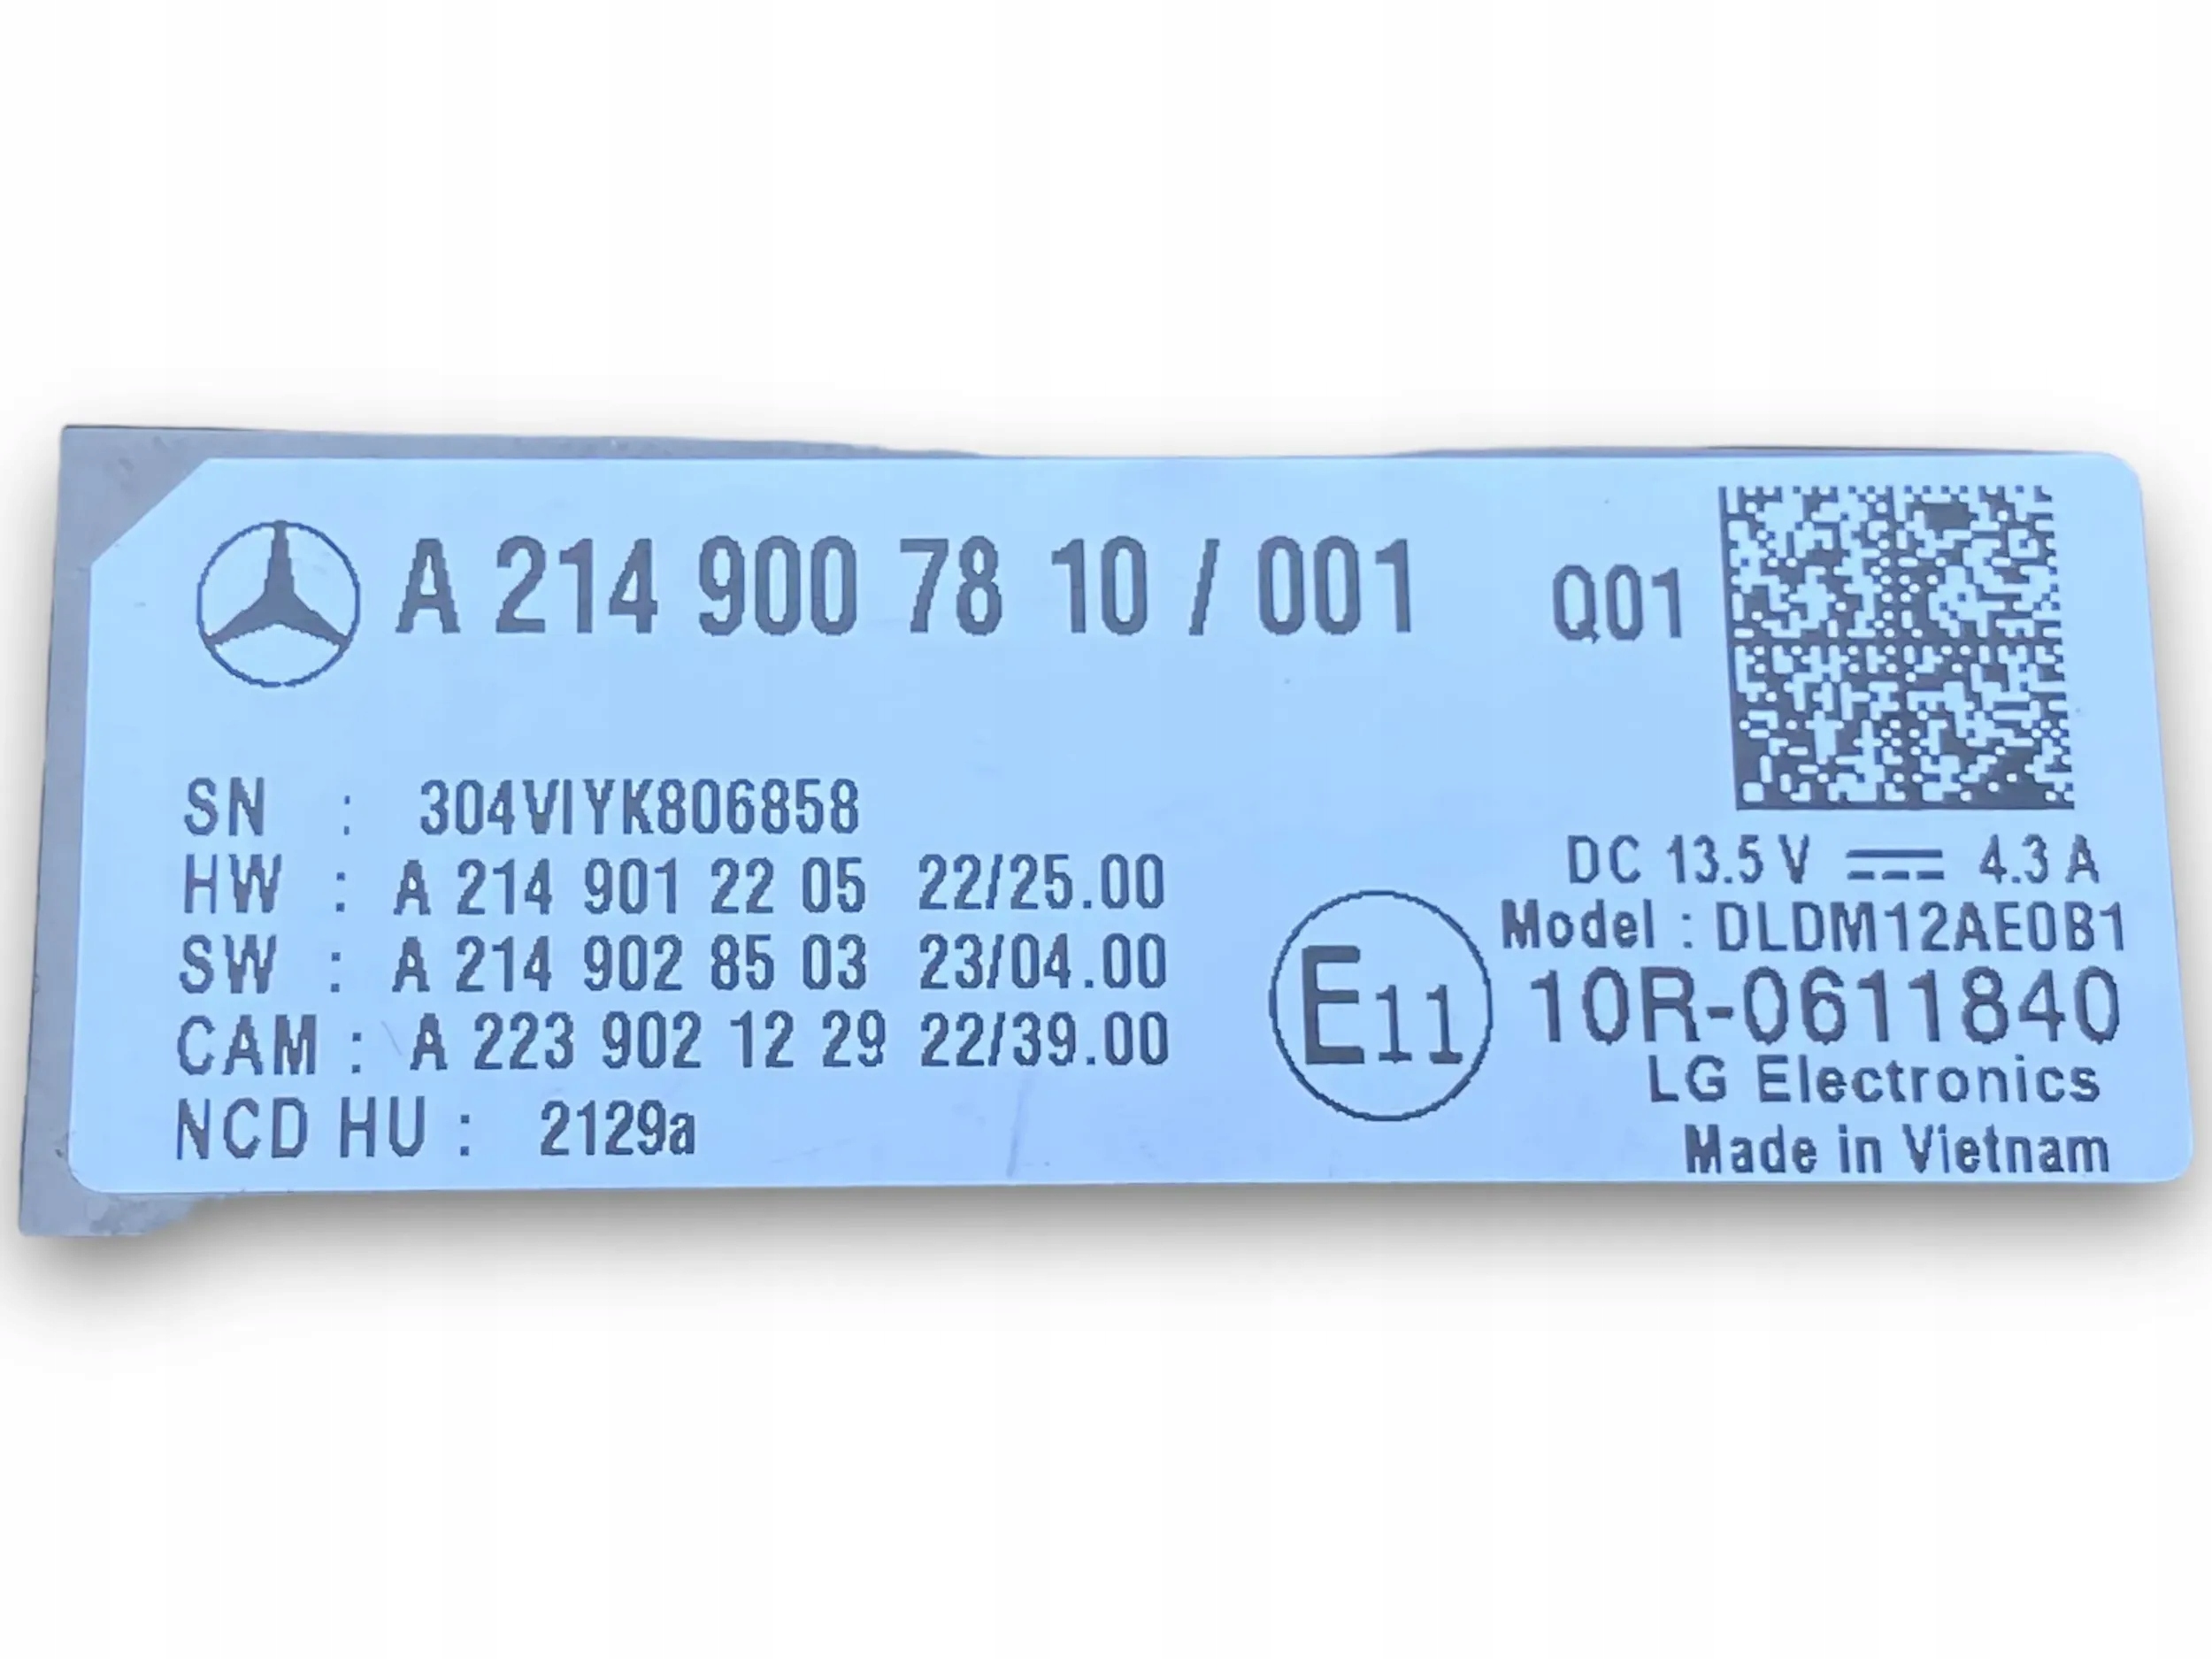 A 214 900 78 10 / 001 Q01
SN : 304VIYK806858
HW : A 214 901 22 05 22/25.00
SW : A 214 902 85 03 23/04.00
CAM : A 223 902 12 29 22/39.00
NCD HU : 2129a
E11
DC 13.5 V ⎓ 4.3 A
Model : DLDM12AE0B1
10R-0611840
LG Electronics
Made in Vietnam